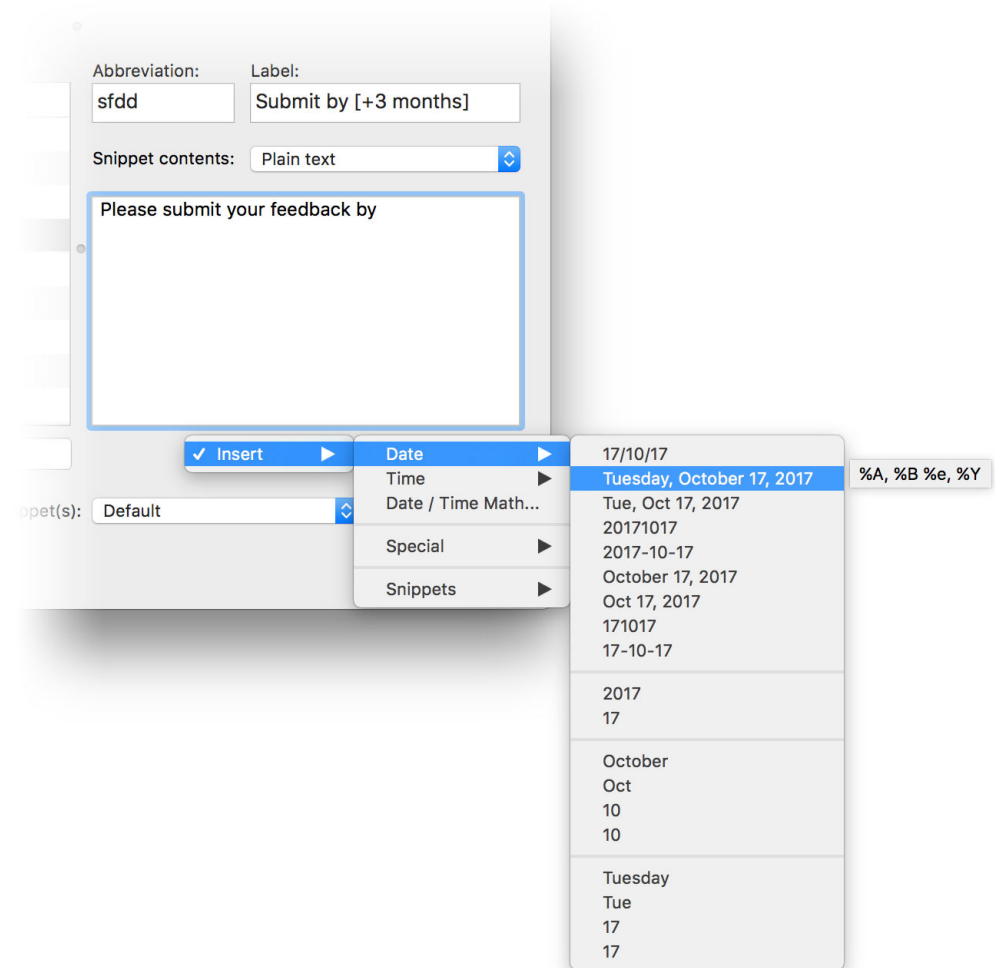 Abbreviation: Label:
sfdd Submit by [+3 months]
Snippet contents: Plain text
Please submit your feedback by
Insert
Date
Time
Date / Time Math...
Special
Snippets
17/10/17
Tuesday, October 17, 2017
%A, %B %e, %Y
Tue, Oct 17, 2017
20171017
2017-10-17
October 17, 2017
Oct 17, 2017
171017
17-10-17
2017
17
October
Oct
10
10
Tuesday
Tue
17
17
ppet(s): Default